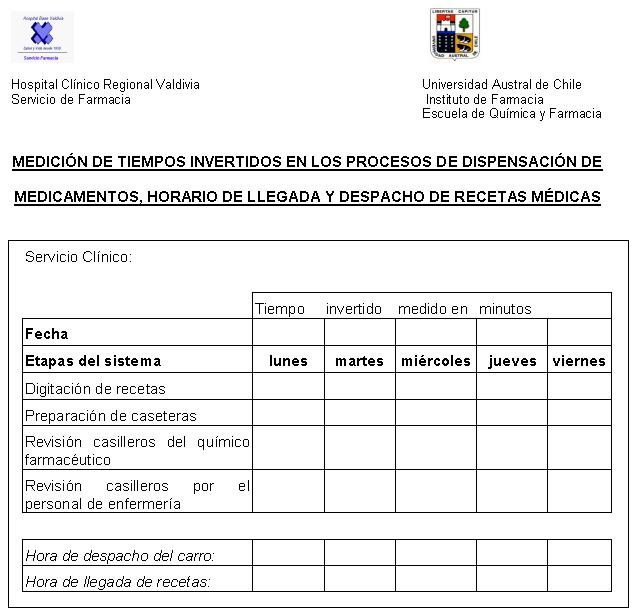 Hospital Base Valdivia
Salud y Vida desde 1939
Servicio Farmacia
LIBERTAS CAPITUR
Hospital Clínico Regional Valdivia
Servicio de Farmacia
Universidad Austral de Chile
Instituto de Farmacia
Escuela de Química y Farmacia
MEDICIÓN DE TIEMPOS INVERTIDOS EN LOS PROCESOS DE DISPENSACIÓN DE
MEDICAMENTOS, HORARIO DE LLEGADA Y DESPACHO DE RECETAS MÉDICAS
Servicio Clínico:
Tiempo invertido medido en minutos
Fecha
Etapas del sistema lunes martes miércoles jueves viernes
Digitación de recetas
Preparación de caseteras
Revisión casilleros del químico
farmacéutico
Revisión casilleros por el
personal de enfermería
Hora de despacho del carro:
Hora de llegada de recetas: